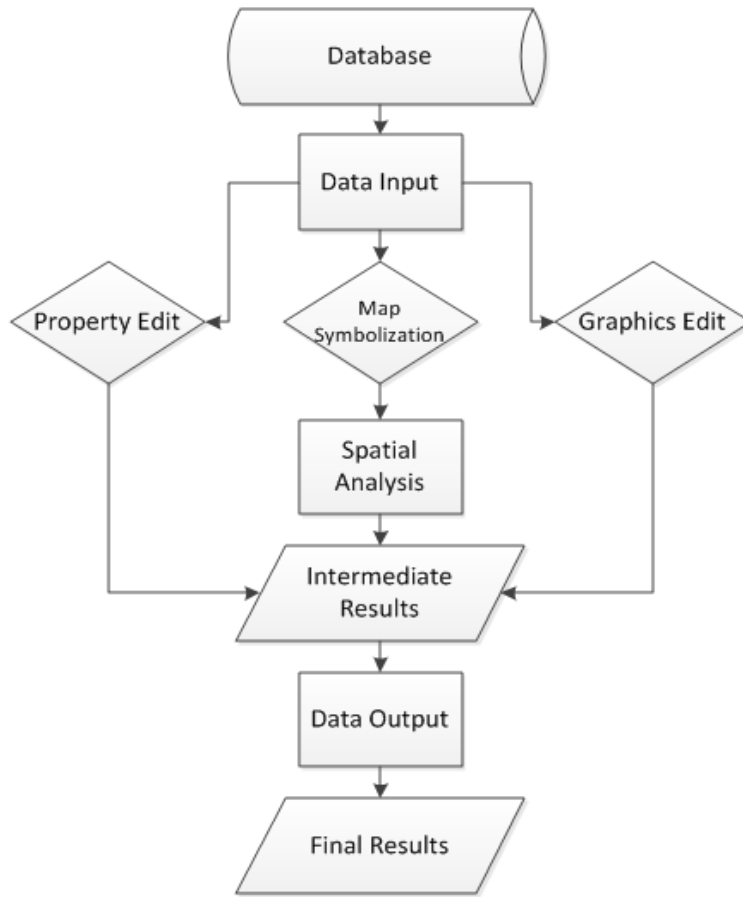 Database
Data Input
Property Edit
Map
Symbolization
Graphics Edit
Spatial
Analysis
Intermediate
Results
Data Output
Final Results